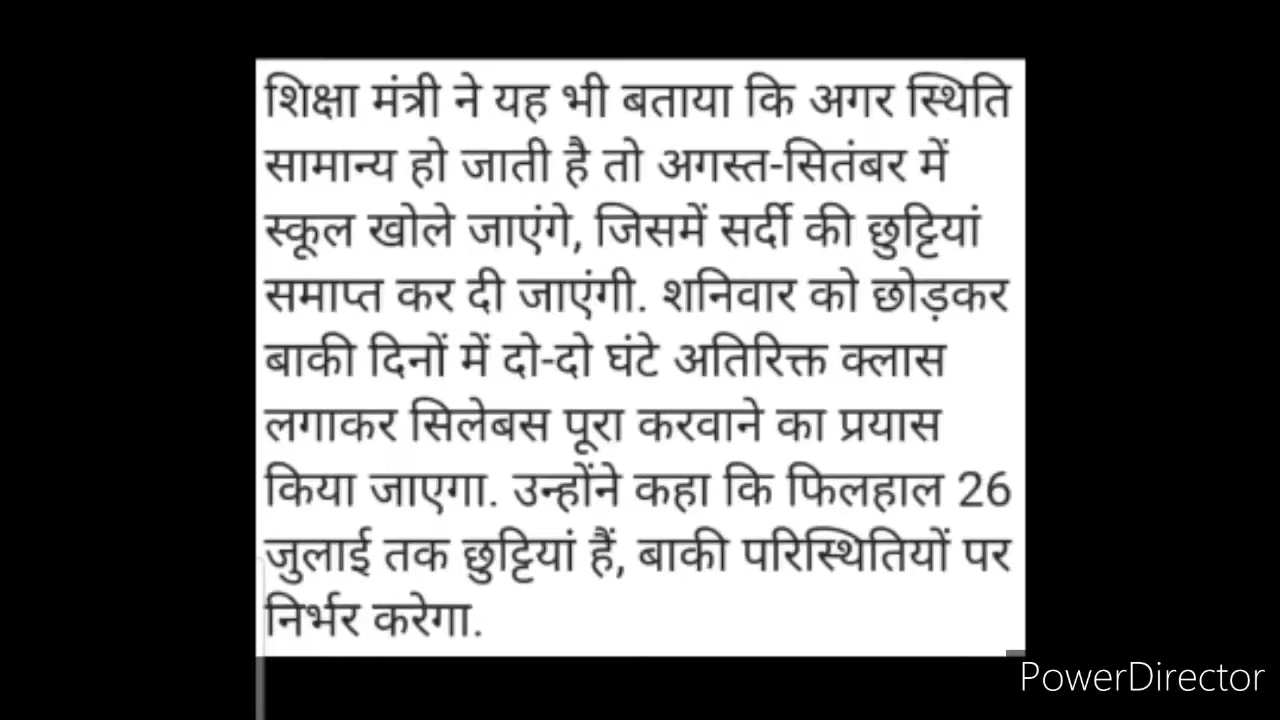 शिक्षा मंत्री ने यह भी बताया कि अगर स्थिति
सामान्य हो जाती है तो अगस्त-सितंबर में
स्कूल खोले जाएंगे, जिसमें सर्दी की छुट्टियां
समाप्त कर दी जाएंगी. शनिवार को छोड़कर
बाकी दिनों में दो-दो घंटे अतिरिक्त क्लास
लगाकर सिलेबस पूरा करवाने का प्रयास
किया जाएगा. उन्होंने कहा कि फिलहाल 26
जुलाई तक छुट्टियां हैं, बाकी परिस्थितियों पर
निर्भर करेगा.
PowerDirector